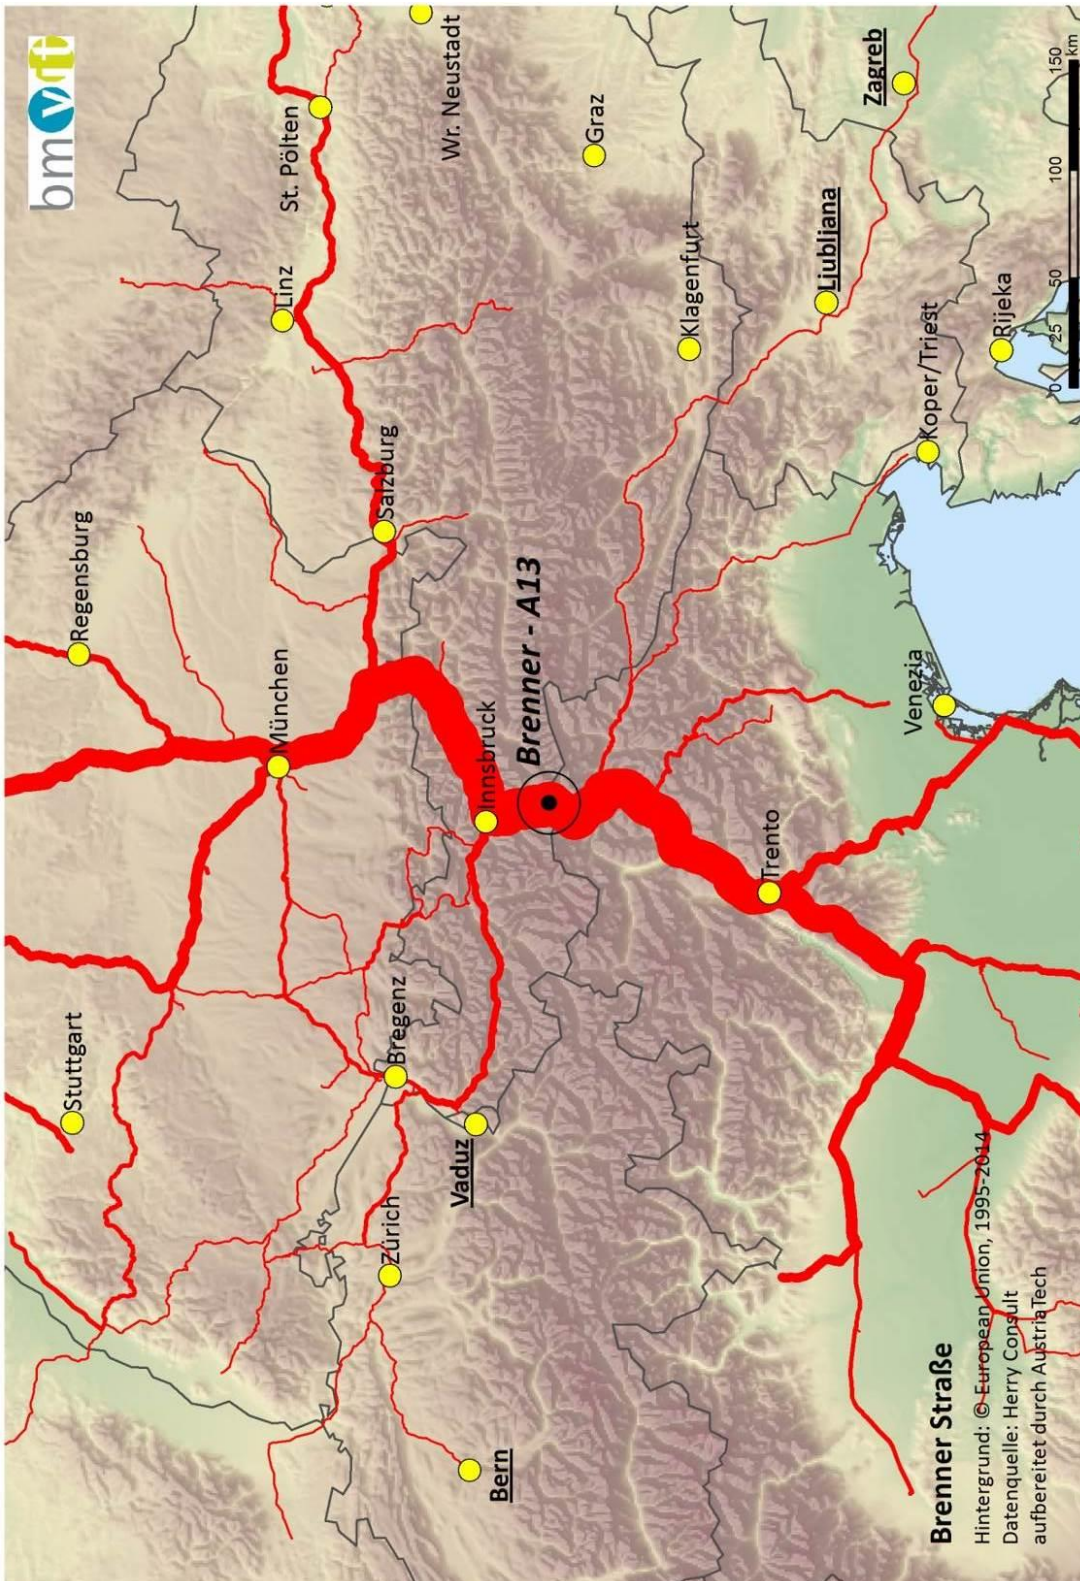 bmvit
Regensburg
Stuttgart
München
Linz
St. Pölten
Wr. Neustadt
Salzburg
Bregenz
Zürich
Vaduz
Bern
Innsbruck
Brenner - A13
Graz
Klagenfurt
Trento
Ljubljana
Zagreb
Venezia
Koper/Triest
Rijeka
Brenner Straße
Hintergrund: © European Union, 1995-2014
Datenquelle: Herry Consult
aufbereitet durch AustriaTech
0 25 50 100 150
km